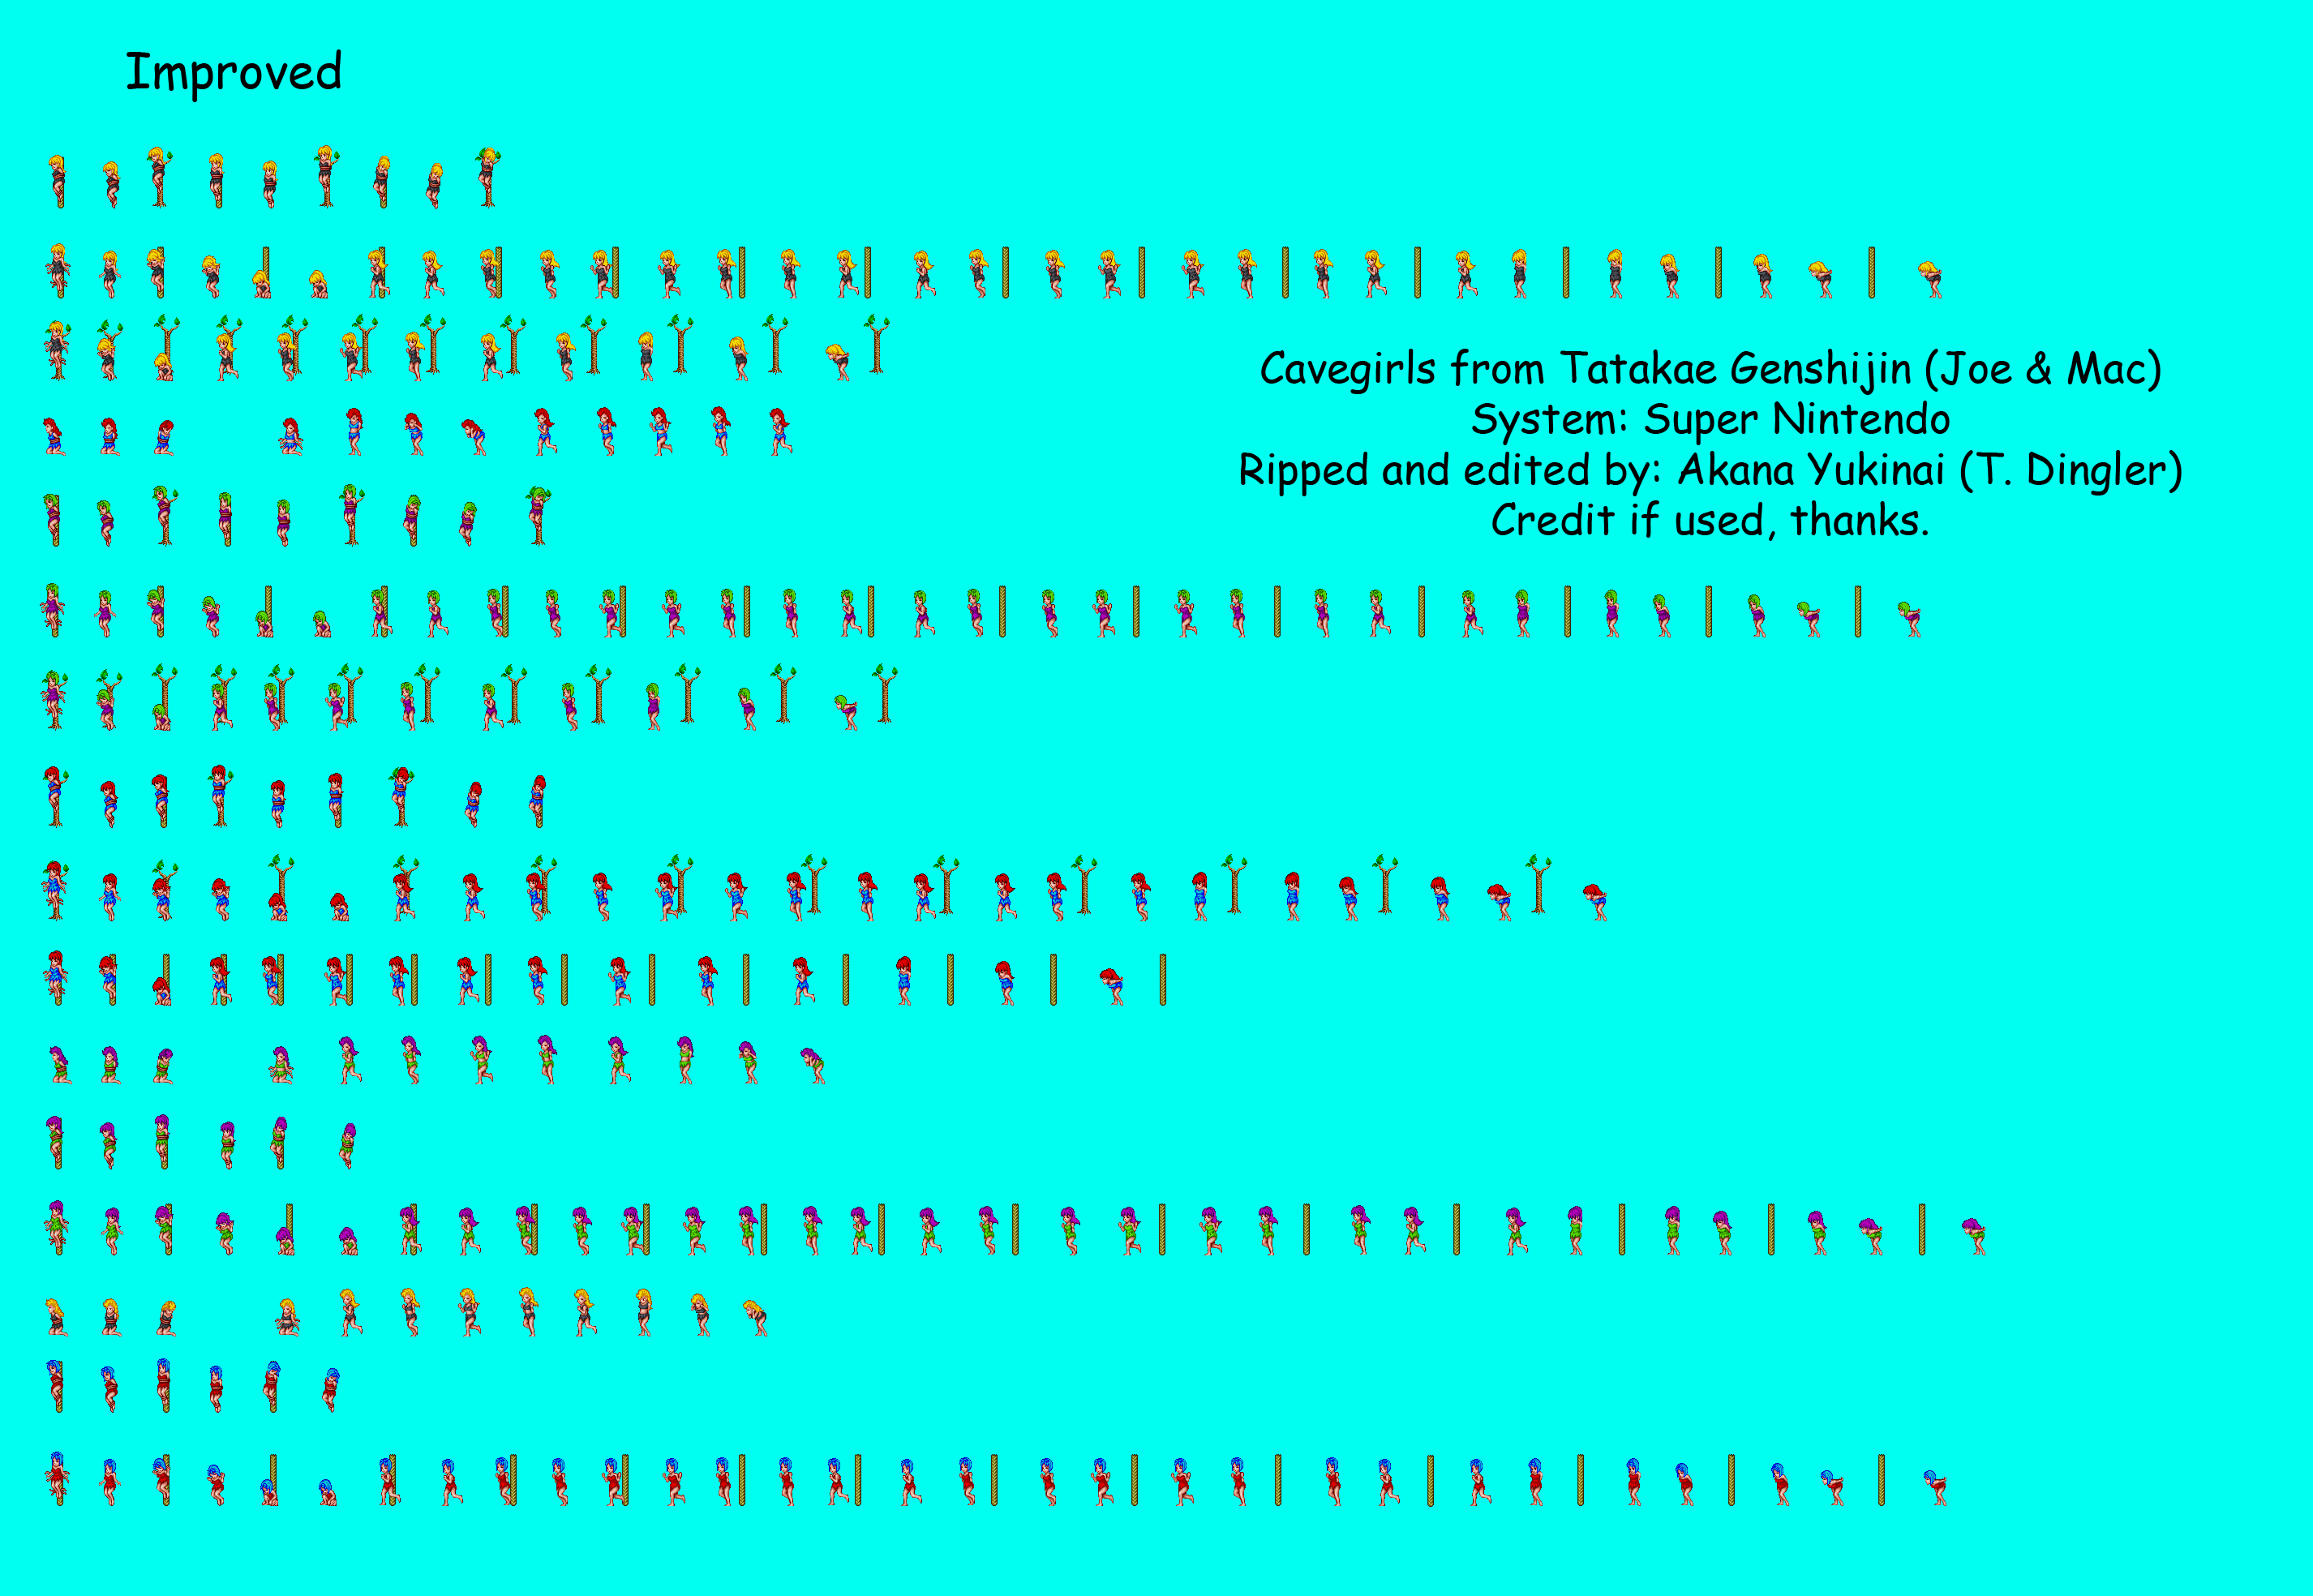 Improved
Cavegirls from Tatakae Genshijin (Joe & Mac)
System: Super Nintendo
Ripped and edited by: Akana Yukinai (T. Dingler)
Credit if used, thanks.